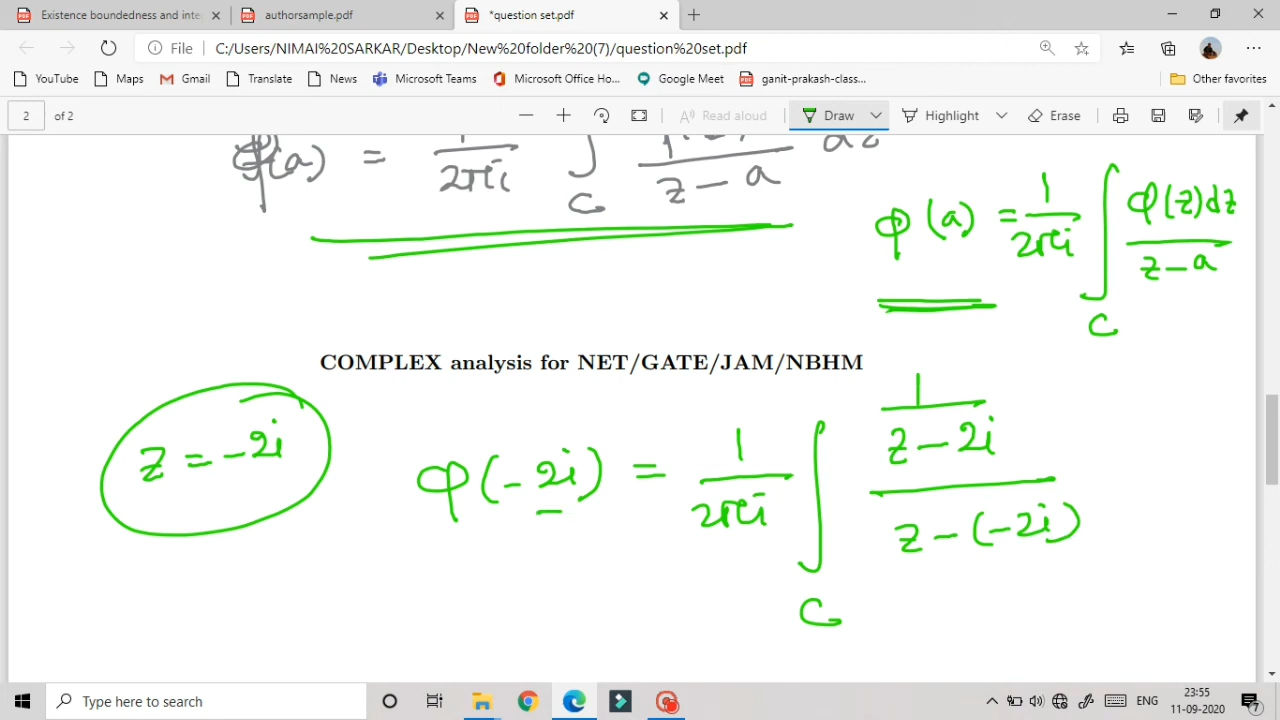 Existence boundedness and inte
authorsample.pdf
*question set.pdf
File C:/Users/NIMAI%20SARKAR/Desktop/New%20folder%20(7)/question%20set.pdf
YouTube Maps Gmail Translate News Microsoft Teams Microsoft Office Ho... Google Meet ganit-prakash-class... Other favorites
2 of 2 Read aloud Draw Highlight Erase
φ(a) = 1/2πi ∫C z − a dz
φ(a) = 1/2πi ∫C φ(z)dz/z − a
COMPLEX analysis for NET/GATE/JAM/NBHM
z = −2i
φ(−2i) = 1/2πi ∫C 1/z − 2i / z − (−2i)
Type here to search
ENG
23:55
11-09-2020
7